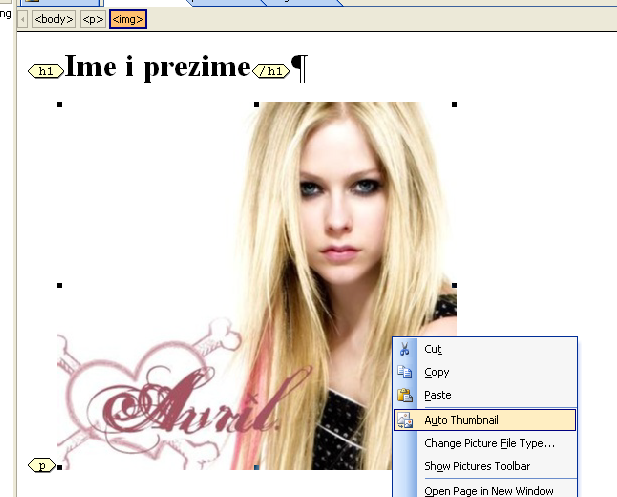 ng
<body> <p> <img>
h1 Ime i prezime /h1 ¶
Avril
p
Cut
Copy
Paste
Auto Thumbnail
Change Picture File Type...
Show Pictures Toolbar
Open Page in New Window